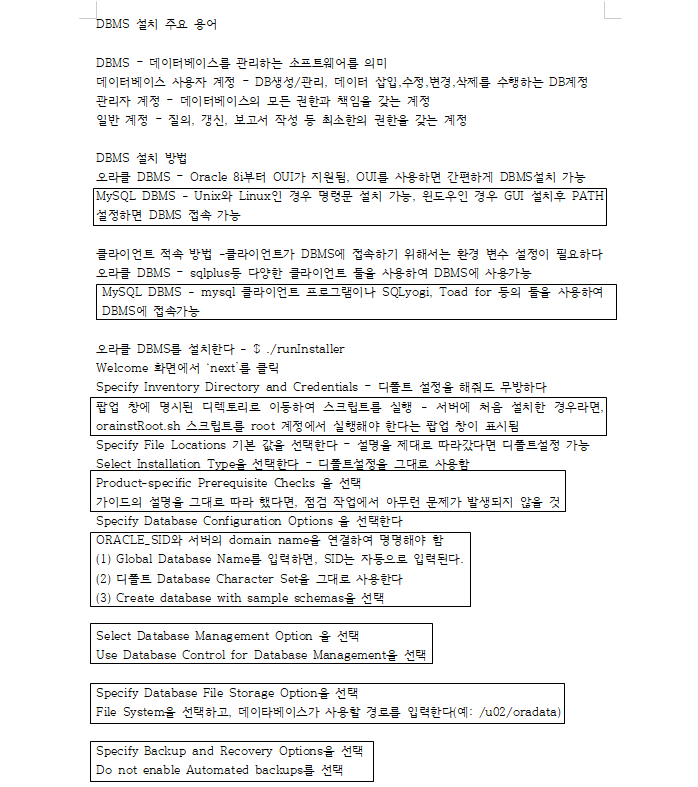 DBMS 설치 주요 용어
DBMS - 데이터베이스를 관리하는 소프트웨어를 의미
데이터베이스 사용자 계정 - DB생성/관리, 데이터 삽입,수정,변경,삭제를 수행하는 DB계정
관리자 계정 - 데이터베이스의 모든 권한과 책임을 갖는 계정
일반 계정 - 질의, 갱신, 보고서 작성 등 최소한의 권한을 갖는 계정
DBMS 설치 방법
오라클 DBMS - Oracle 8i부터 OUI가 지원됨, OUI를 사용하면 간편하게 DBMS설치 가능
MySQL DBMS - Unix와 Linux인 경우 명령문 설치 가능, 윈도우인 경우 GUI 설치후 PATH
설정하면 DBMS 접속 가능
클라이언트 적속 방법 -클라이언트가 DBMS에 접속하기 위해서는 환경 변수 설정이 필요하다
오라클 DBMS - sqlplus등 다양한 클라이언트 툴을 사용하여 DBMS에 사용가능
MySQL DBMS - mysql 클라이언트 프로그램이나 SQLyogi, Toad for 등의 툴을 사용하여
DBMS에 접속가능
오라클 DBMS를 설치한다 - $ ./runInstaller
Welcome 화면에서 'next'를 클릭
Specify Inventory Directory and Credentials - 디폴트 설정을 해줘도 무방하다
팝업 창에 명시된 디렉토리로 이동하여 스크립트를 실행 - 서버에 처음 설치한 경우라면,
orainstRoot.sh 스크립트를 root 계정에서 실행해야 한다는 팝업 창이 표시됨
Specify File Locations 기본 값을 선택한다 - 설명을 제대로 따라갔다면 디폴트설정 가능
Select Installation Type을 선택한다 - 디폴트설정을 그대로 사용함
Product-specific Prerequisite Checks 을 선택
가이드의 설명을 그대로 따라 했다면, 점검 작업에서 아무런 문제가 발생되지 않을 것
Specify Database Configuration Options 을 선택한다
ORACLE_SID와 서버의 domain name을 연결하여 명명해야 함
(1) Global Database Name를 입력하면, SID는 자동으로 입력된다.
(2) 디폴트 Database Character Set을 그대로 사용한다
(3) Create database with sample schemas을 선택
Select Database Management Option 을 선택
Use Database Control for Database Management을 선택
Specify Database File Storage Option을 선택
File System을 선택하고, 데이타베이스가 사용할 경로를 입력한다(예: /u02/oradata)
Specify Backup and Recovery Options을 선택
Do not enable Automated backups를 선택